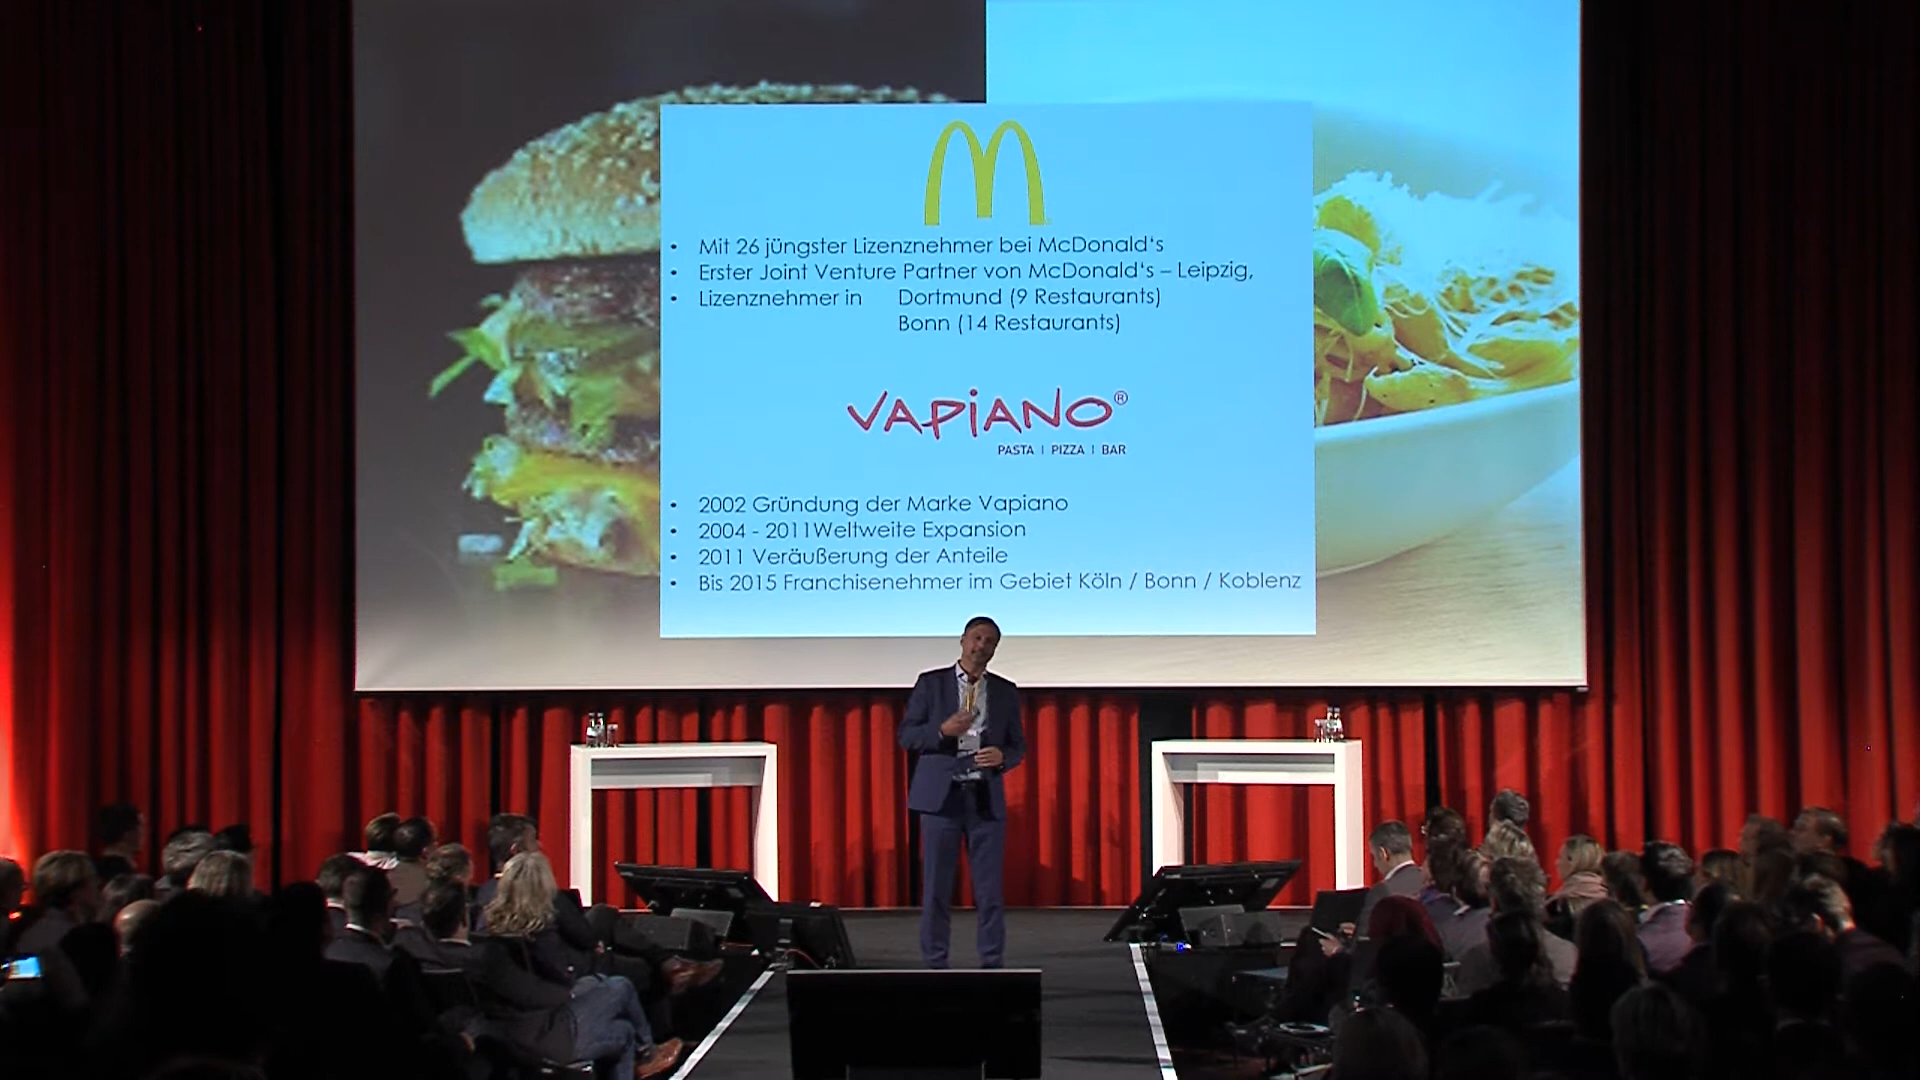 • Mit 26 jüngster Lizenznehmer bei McDonald‘s
• Erster Joint Venture Partner von McDonald‘s – Leipzig,
• Lizenznehmer in Dortmund (9 Restaurants)
Bonn (14 Restaurants)
VAPiANO®
PASTA | PIZZA | BAR
• 2002 Gründung der Marke Vapiano
• 2004 - 2011Weltweite Expansion
• 2011 Veräußerung der Anteile
• Bis 2015 Franchisenehmer im Gebiet Köln / Bonn / Koblenz